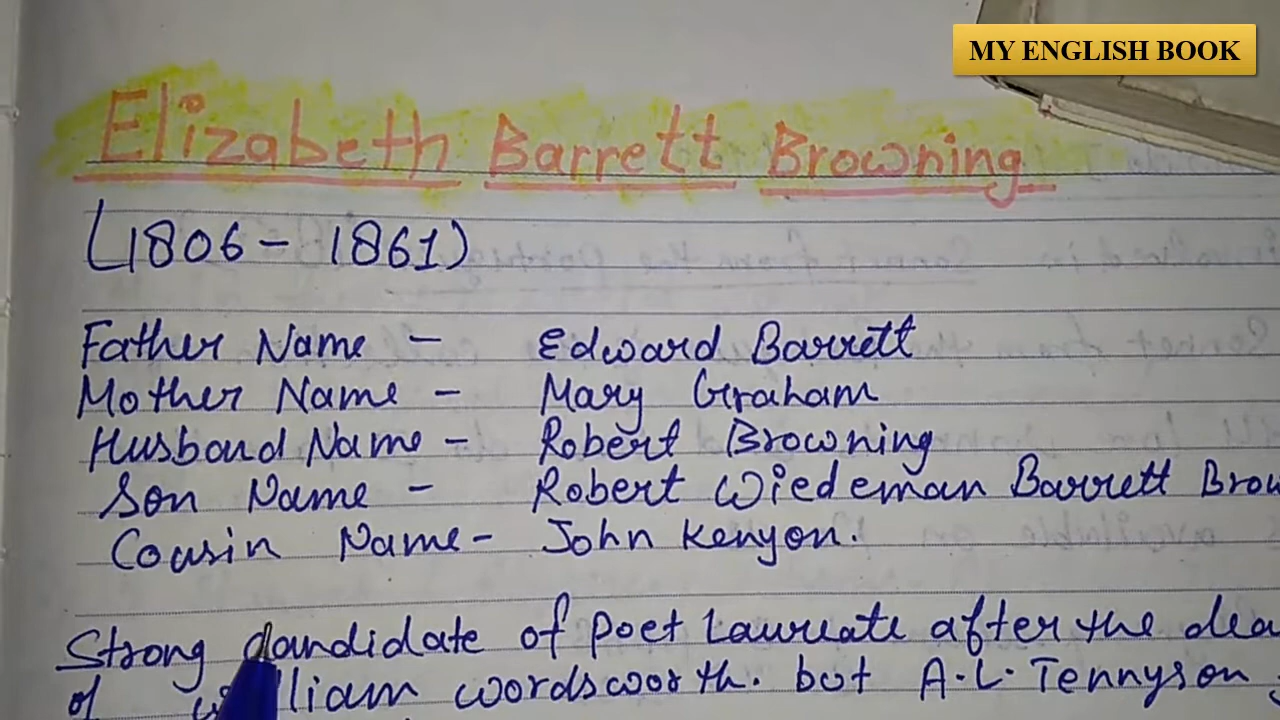 MY ENGLISH BOOK
Elizabeth Barrett Browning
(1806 - 1861)
Father Name - Edward Barrett
Mother Name - Mary Graham
Husband Name - Robert Browning
Son Name - Robert Wiedeman Barrett Brow
Cousin Name - John Kenyon.
Strong Candidate of Poet Laureate after the dea
of William wordsworth. but A.L. Tennyson